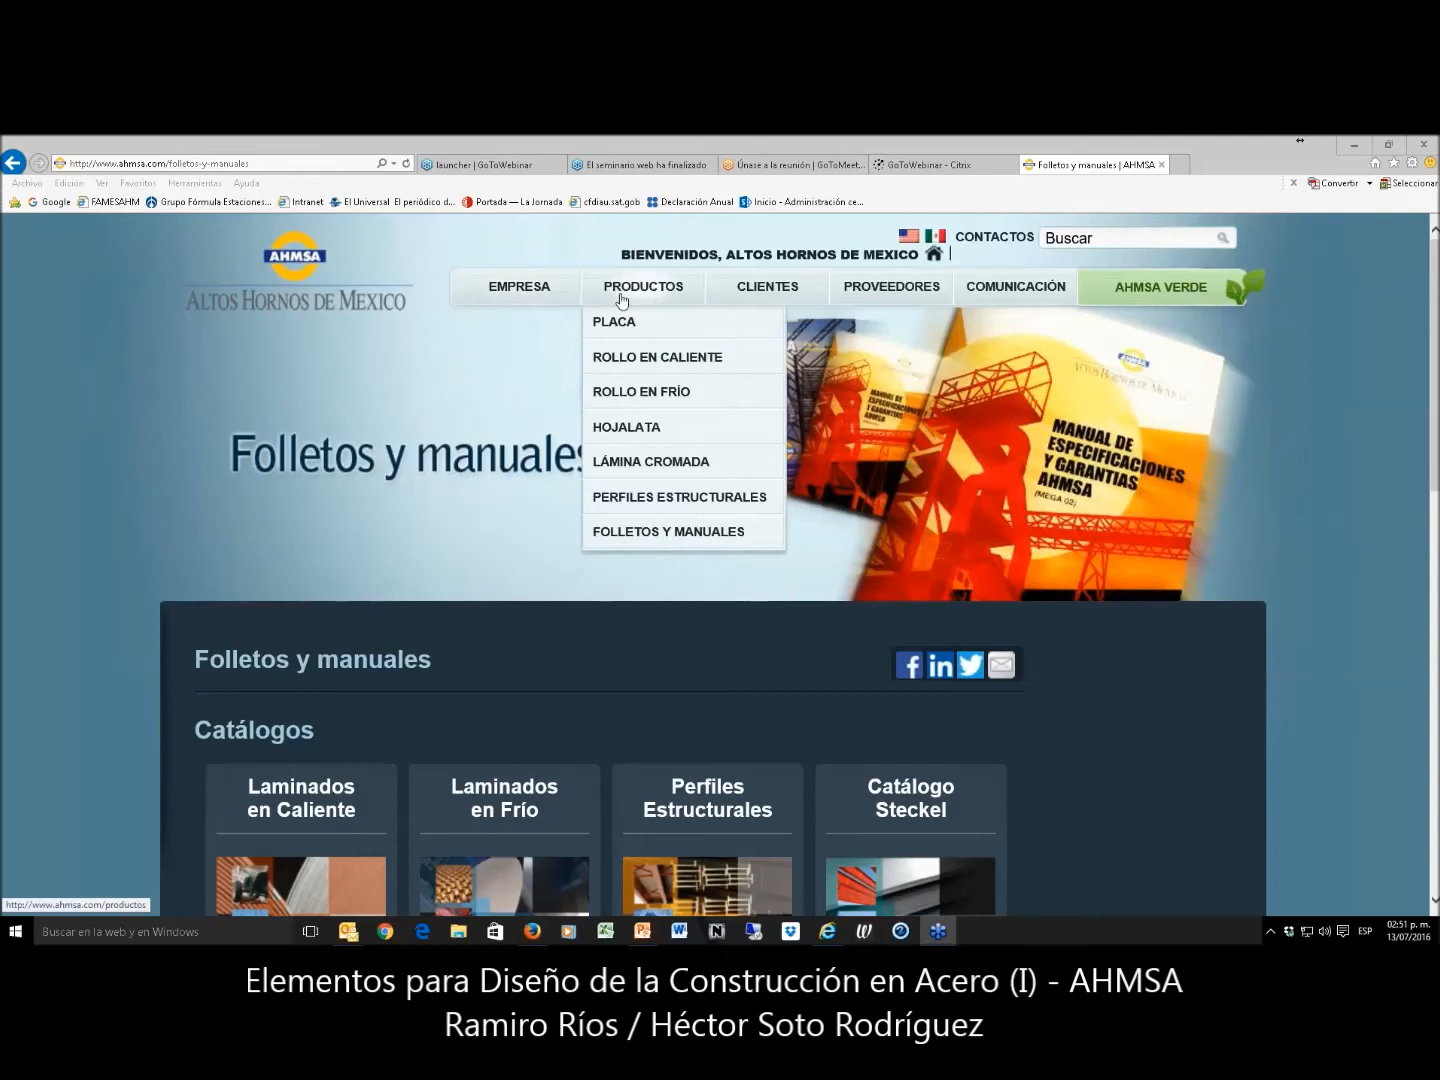 http://www.ahmsa.com/folletos-y-manuales
launcher | GoToWebinar
El seminario web ha finalizado
Únase a la reunión | GoToMeet...
GoToWebinar - Citrix
Folletos y manuales | AHMSA
Archivo Edición Ver Favoritos Herramientas Ayuda
Convertir
Seleccionar
Google
FAMESAHM
Grupo Fórmula Estaciones...
Intranet
El Universal El periódico d...
Portada — La Jornada
cfdiau.sat.gob
Declaración Anual
Inicio - Administración ce...
CONTACTOS
Buscar
BIENVENIDOS, ALTOS HORNOS DE MEXICO
AHMSA
ALTOS HORNOS DE MEXICO
EMPRESA PRODUCTOS CLIENTES PROVEEDORES COMUNICACIÓN AHMSA VERDE
PLACA
ROLLO EN CALIENTE
ROLLO EN FRÍO
HOJALATA
LÁMINA CROMADA
PERFILES ESTRUCTURALES
FOLLETOS Y MANUALES
Folletos y manuales
AHMSA
ALTOS HORNOS DE MEXICO
MANUAL DE
ESPECIFICACIONES
Y GARANTIAS
AHMSA
(MEGA 02)
Folletos y manuales
Catálogos
Laminados
en Caliente
Laminados
en Frío
Perfiles
Estructurales
Catálogo
Steckel
http://www.ahmsa.com/productos
Buscar en la web y en Windows
ESP
02:51 p. m.
13/07/2016
Elementos para Diseño de la Construcción en Acero (I) - AHMSA
Ramiro Ríos / Héctor Soto Rodríguez